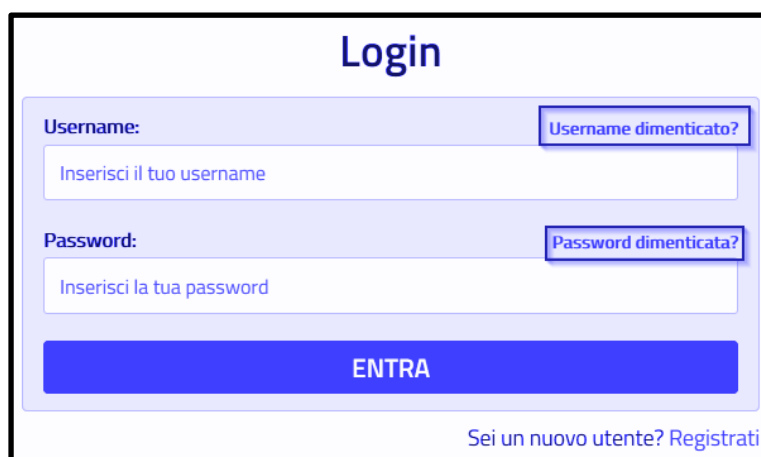 Login
Username: Username dimenticato?
Inserisci il tuo username
Password: Password dimenticata?
Inserisci la tua password
ENTRA
Sei un nuovo utente? Registrati